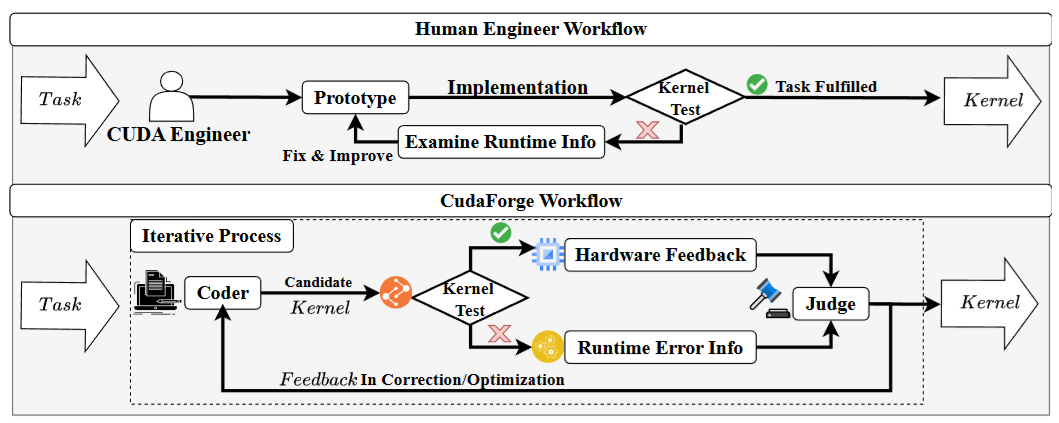 Human Engineer Workflow
Task
CUDA Engineer
Prototype
Implementation
Kernel
Test
Task Fulfilled
Kernel
Examine Runtime Info
Fix & Improve
CudaForge Workflow
Iterative Process
Task
Coder
Candidate
Kernel
Kernel
Test
Hardware Feedback
Runtime Error Info
Judge
Kernel
Feedback In Correction/Optimization